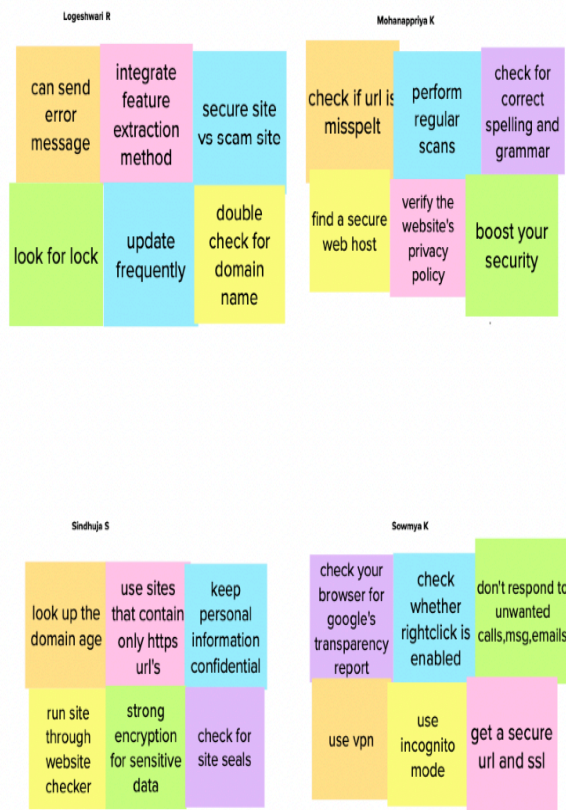 Logeshwari R
can send
error
message
integrate
feature
extraction
method
secure site
vs scam site
look for lock
update
frequently
double
check for
domain
name
Mohanappriya K
check if url is
misspelt
perform
regular
scans
check for
correct
spelling and
grammar
find a secure
web host
verify the
website's
privacy
policy
boost your
security
Sindhuja S
look up the
domain age
use sites
that contain
only https
url's
keep
personal
information
confidential
run site
through
website
checker
strong
encryption
for sensitive
data
check for
site seals
Sowmya K
check your
browser for
google's
transparency
report
check
whether
rightclick is
enabled
don't respond to
unwanted
calls,msg,emails
use vpn
use
incognito
mode
get a secure
url and ssl